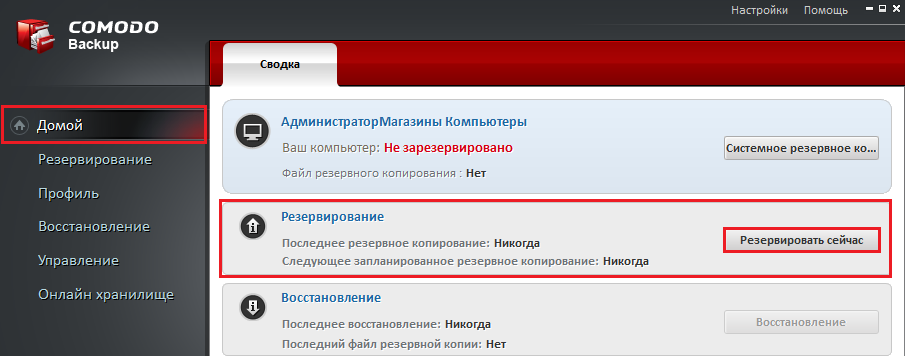 COMODO
Backup
Настройки Помощь
Сводка
Домой
Резервирование
Профиль
Восстановление
Управление
Онлайн хранилище
АдминистраторМагазины Компьютеры
Ваш компьютер: Не зарезервировано
Файл резервного копирования : Нет
Системное резервное ко...
Резервирование
Последнее резервное копирование: Никогда
Следующее запланированное резервное копирование: Никогда
Резервировать сейчас
Восстановление
Последнее восстановление: Никогда
Последний файл резервной копии: Нет
Восстановление